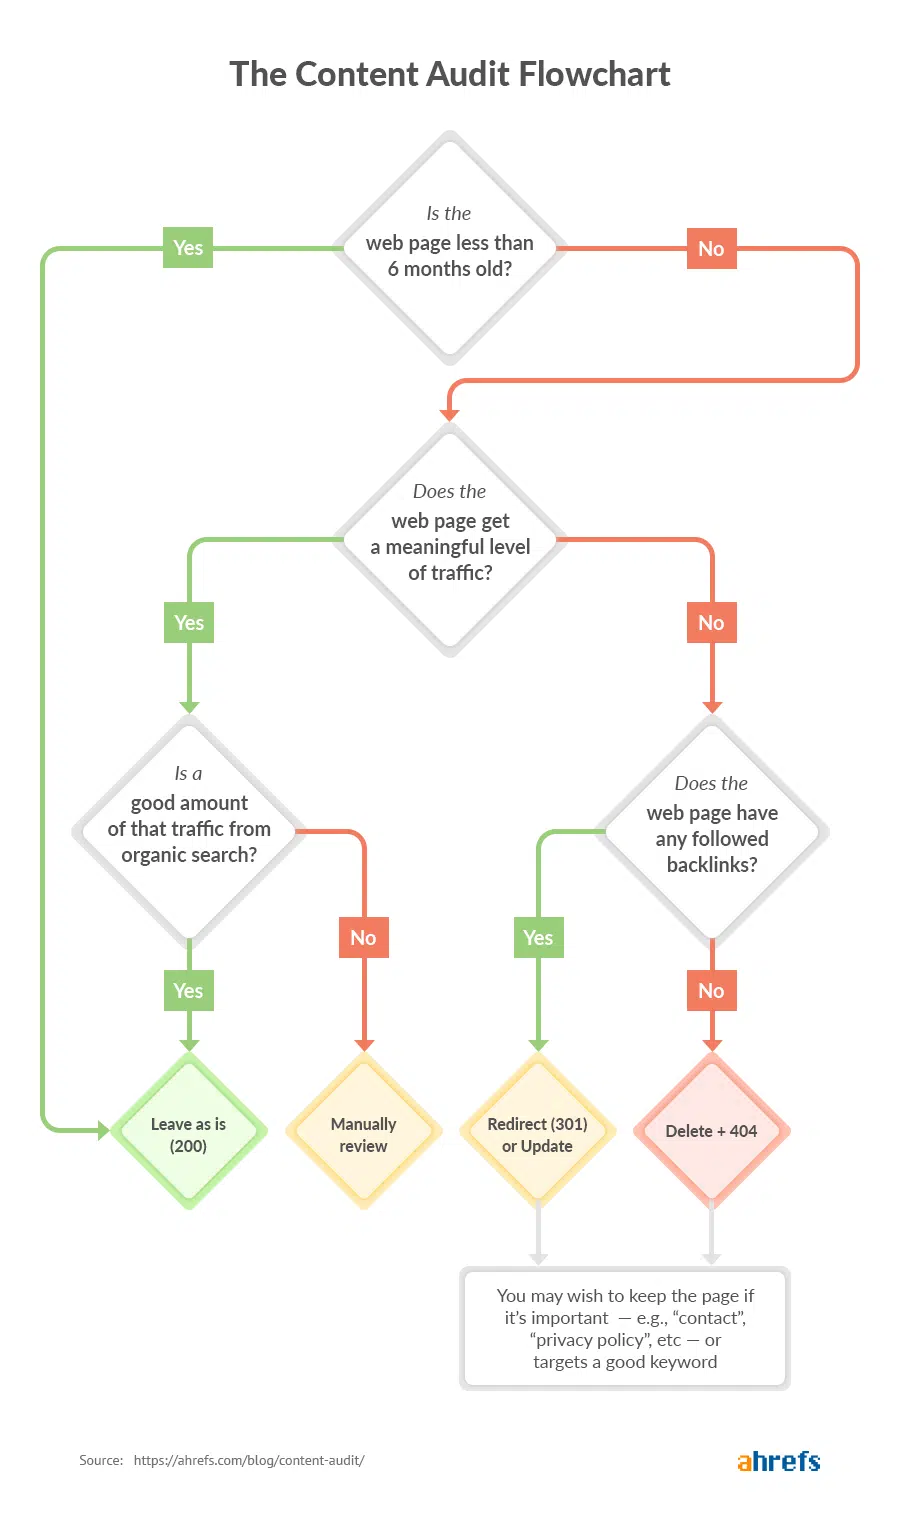 The Content Audit Flowchart
Is the
web page less than
6 months old?
Yes
No
Does the
web page get
a meaningful level
of traffic?
Yes
No
Is a
good amount
of that traffic from
organic search?
Does the
web page have
any followed
backlinks?
No
Yes
Yes
No
Leave as is
(200)
Manually
review
Redirect (301)
or Update
Delete + 404
You may wish to keep the page if
it's important — e.g., “contact”,
“privacy policy”, etc — or
targets a good keyword
Source: https://ahrefs.com/blog/content-audit/
ahrefs